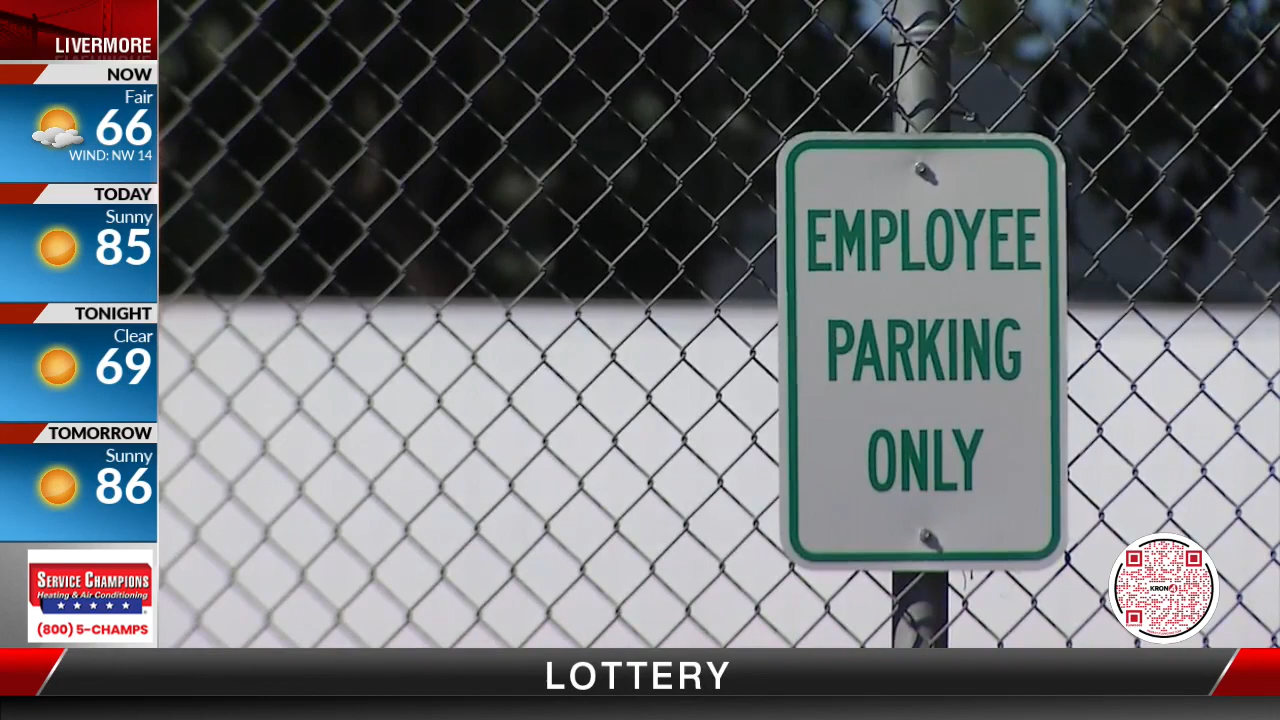 LIVERMORE
NOW
Fair
66
WIND: NW 14
TODAY
Sunny
85
TONIGHT
Clear
69
TOMORROW
Sunny
86
SERVICE CHAMPIONS
Heating & Air Conditioning
(800) 5-CHAMPS
EMPLOYEE
PARKING
ONLY
KRON4
LOTTERY